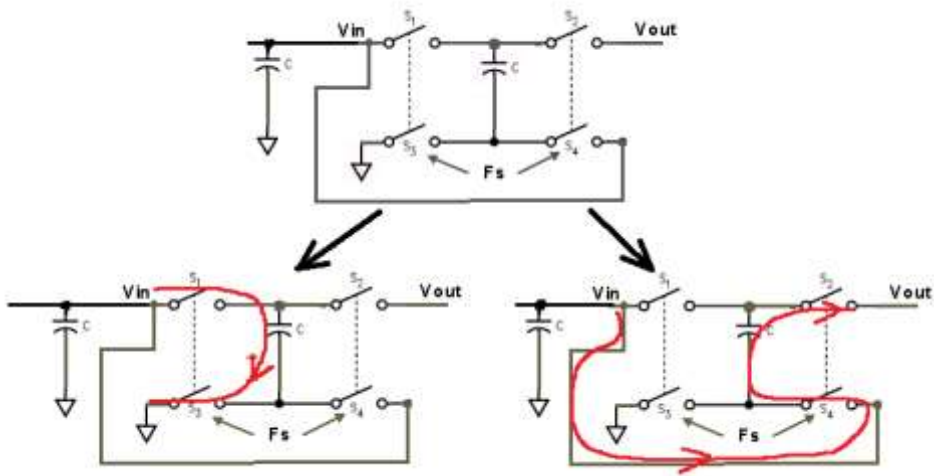 Vin S1 S2 Vout
C C
S3 S4
Fs
Vin S1 S2 Vout Vin S1 S2 Vout
C C C C
S3 S4 S3 S4
Fs Fs